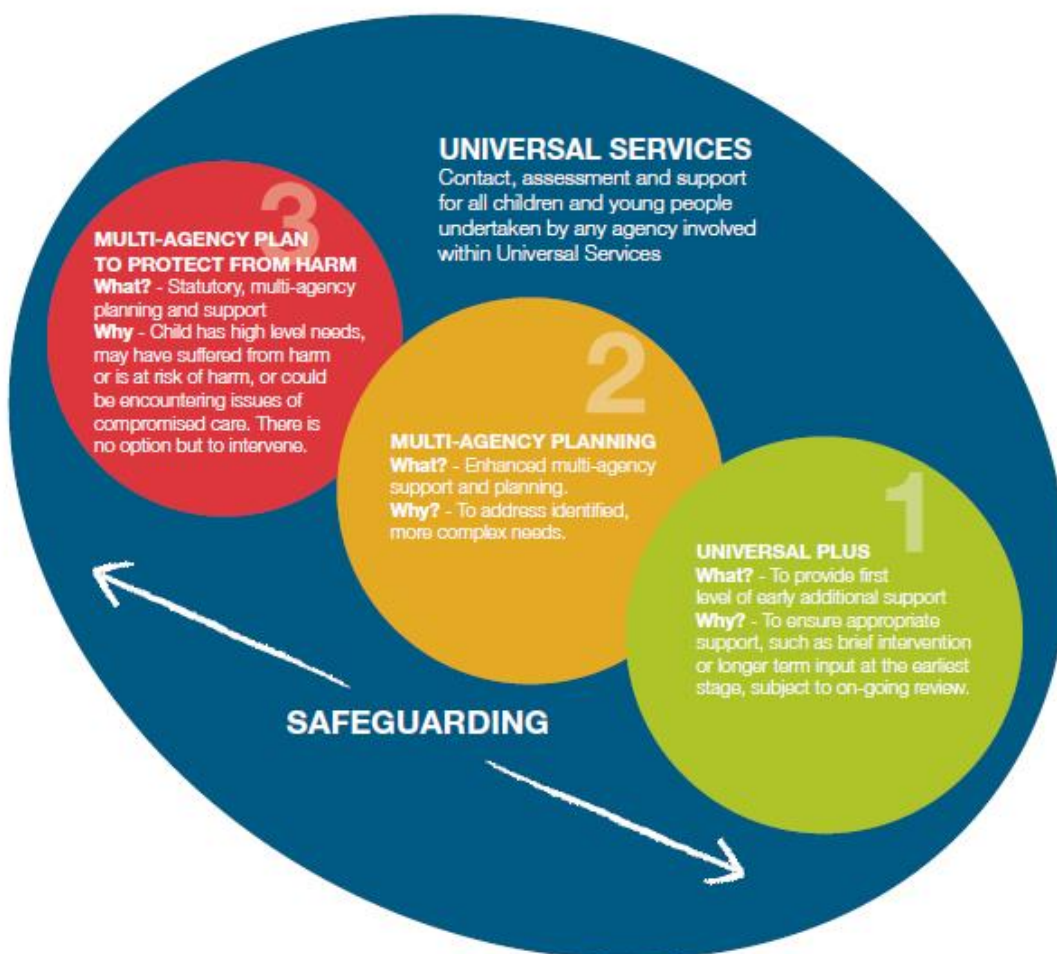 UNIVERSAL SERVICES
Contact, assessment and support
for all children and young people
undertaken by any agency involved
within Universal Services
3
MULTI-AGENCY PLAN
TO PROTECT FROM HARM
What? - Statutory, multi-agency
planning and support
Why - Child has high level needs,
may have suffered from harm
or is at risk of harm, or could
be encountering issues of
compromised care. There is
no option but to intervene.
2
MULTI-AGENCY PLANNING
What? - Enhanced multi-agency
support and planning.
Why? - To address identified,
more complex needs.
1
UNIVERSAL PLUS
What? - To provide first
level of early additional support
Why? - To ensure appropriate
support, such as brief intervention
or longer term input at the earliest
stage, subject to on-going review.
SAFEGUARDING